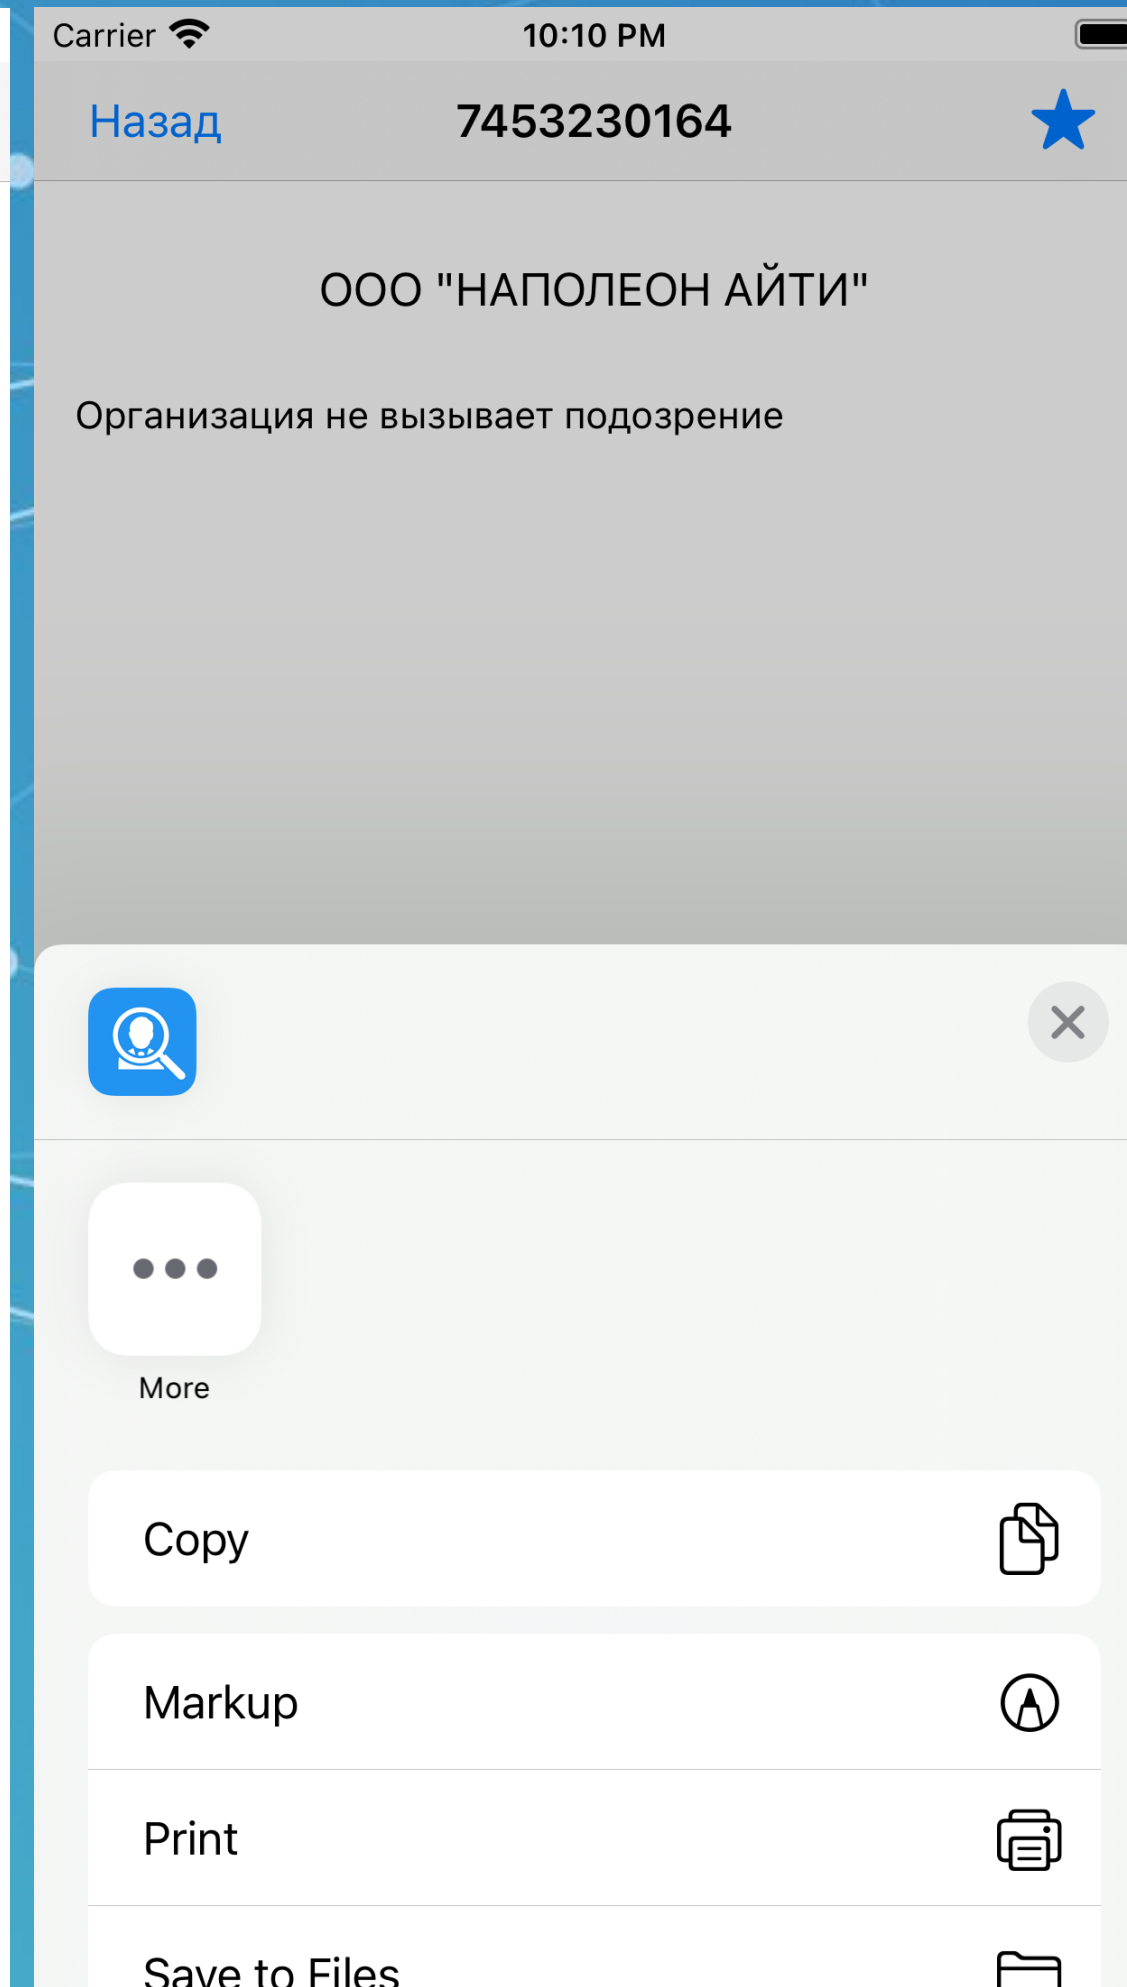 Carrier 10:10 PM
Назад 7453230164
ООО "НАПОЛЕОН АЙТИ"
Организация не вызывает подозрение
More
Copy
Markup
Print
Save to Files